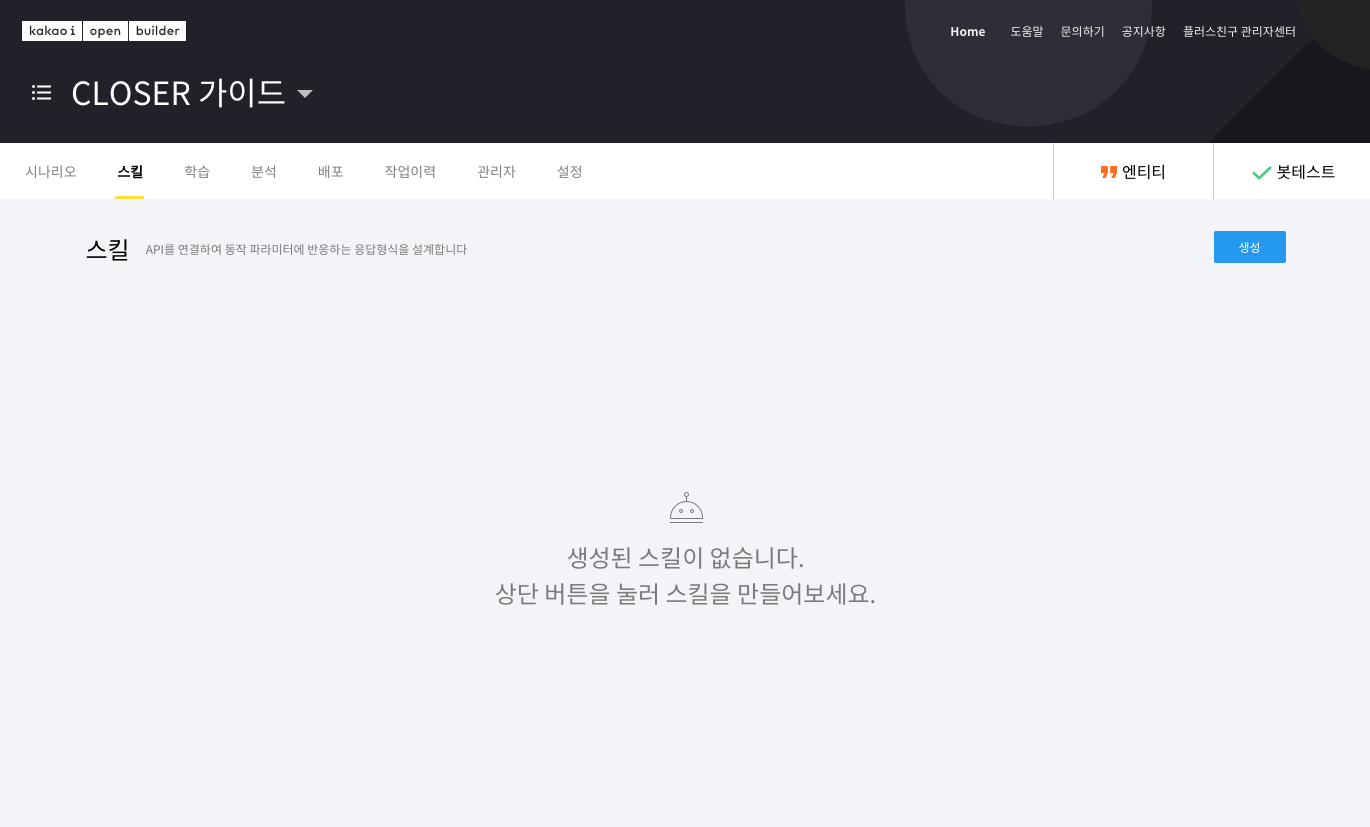 kakao i open builder
Home 도움말 문의하기 공지사항 플러스친구 관리자센터
CLOSER 가이드
시나리오 스킬 학습 분석 배포 작업이력 관리자 설정 엔티티 봇테스트
스킬 API를 연결하여 동작 파라미터에 반응하는 응답형식을 설계합니다 생성
생성된 스킬이 없습니다.
상단 버튼을 눌러 스킬을 만들어보세요.